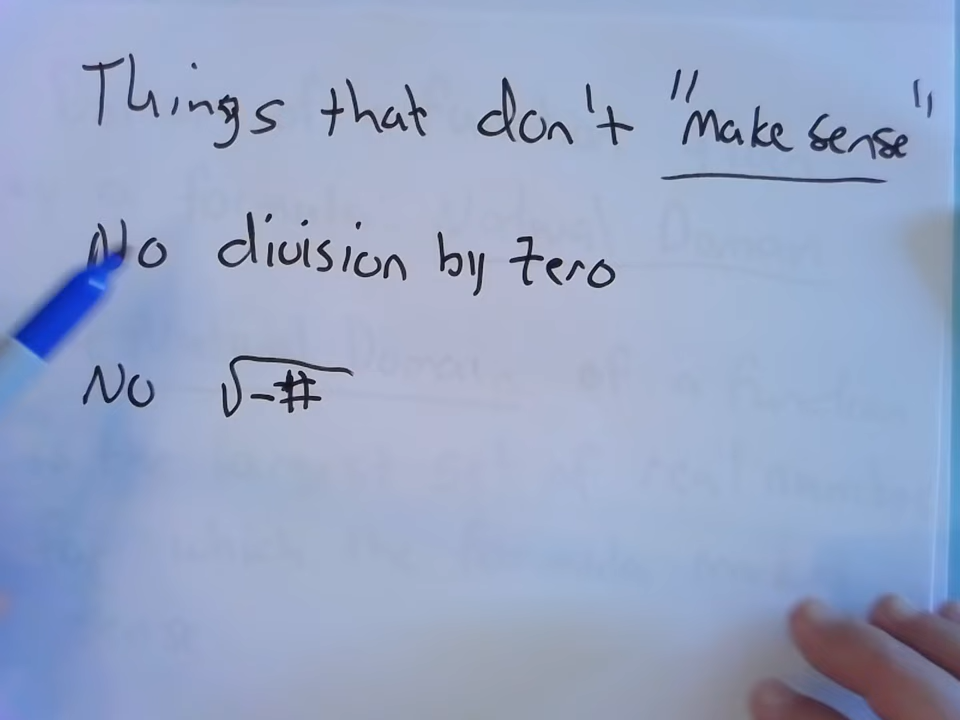 Things that don't "make sense"
No division by zero
No √-#